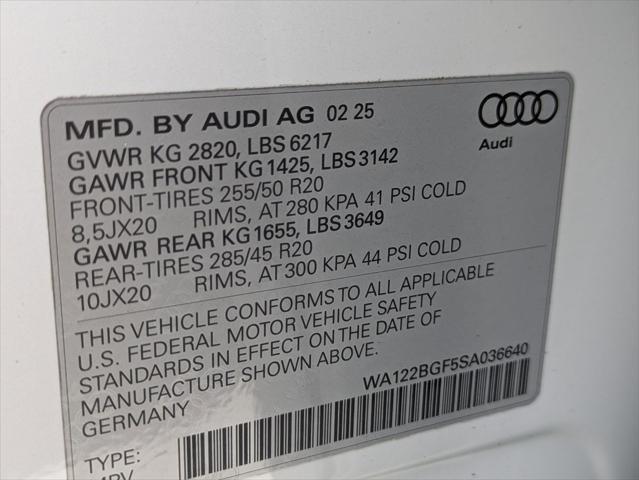 MFD. BY AUDI AG 02 25
GVWR KG 2820, LBS 6217
GAWR FRONT KG 1425, LBS 3142
FRONT-TIRES 255/50 R20
8,5JX20 RIMS, AT 280 KPA 41 PSI COLD
GAWR REAR KG 1655, LBS 3649
REAR-TIRES 285/45 R20
10JX20 RIMS, AT 300 KPA 44 PSI COLD
Audi
THIS VEHICLE CONFORMS TO ALL APPLICABLE
U.S. FEDERAL MOTOR VEHICLE SAFETY
STANDARDS IN EFFECT ON THE DATE OF
MANUFACTURE SHOWN ABOVE.
GERMANY
WA122BGF5SA036640
TYPE: